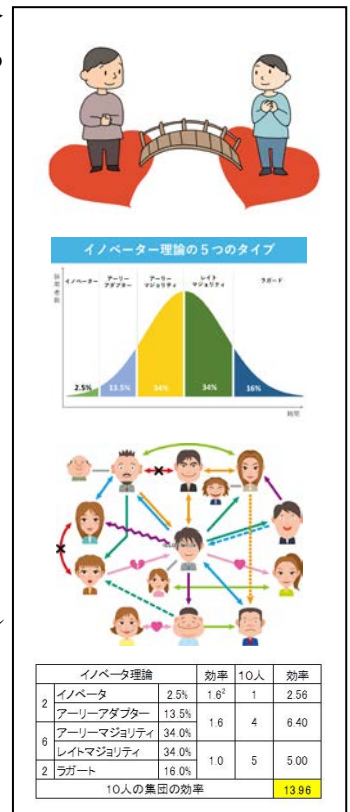 イノベーター理論の5つのタイプ
イノベーター
アーリー
アダプター
アーリー
マジョリティ
レイト
マジョリティ
ラガード
2.5%
13.5%
34%
34%
16%
時間
イノベータ理論 効率 10人 効率
2 イノベータ 2.5% 1.6² 1 2.56
アーリーアダプター 13.5% 1.6 4 6.40
6 アーリーマジョリティ 34.0%
レイトマジョリティ 34.0% 1.0 5 5.00
2 ラガート 16.0%
10人の集団の効率 13.96